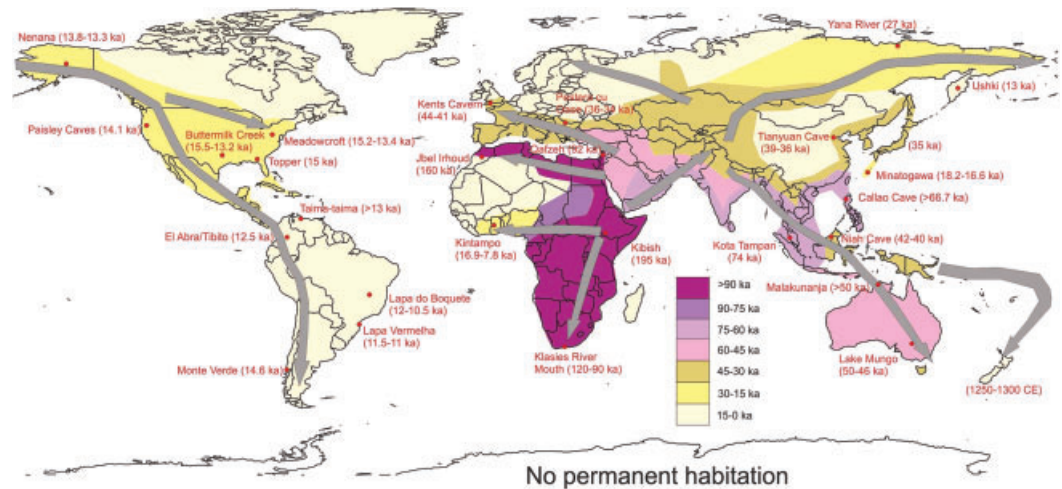 Nenana (13.8-13.3 ka)
Yana River (27 ka)
Ushki (13 ka)
Kents Cavern
(44-41 ka)
Paisley Caves (14.1 ka)
Buttermilk Creek
(15.5-13.2 ka)
Meadowcroft (15.2-13.4 ka)
Topper (15 ka)
Qafzeh (92 ka)
Tianyuan Cave
(39-36 ka)
(35 ka)
Jbel Irhoud
(160 ka)
Minatogawa (18.2-16.6 ka)
Callao Cave (>66.7 ka)
Taima-taima (>13 ka)
El Abra/Tibito (12.5 ka)
Kintampo
(16.9-7.8 ka)
Kibish
(195 ka)
Kota Tampan
(74 ka)
Niah Cave (42-40 ka)
Malakunanja (>50 ka)
Lapa do Boquete
(12-10.5 ka)
Lapa Vermelha
(11.5-11 ka)
Monte Verde (14.6 ka)
Klasies River
Mouth (120-90 ka)
Lake Mungo
(50-46 ka)
(1250-1300 CE)
>90 ka
90-75 ka
75-60 ka
60-45 ka
45-30 ka
30-15 ka
15-0 ka
No permanent habitation